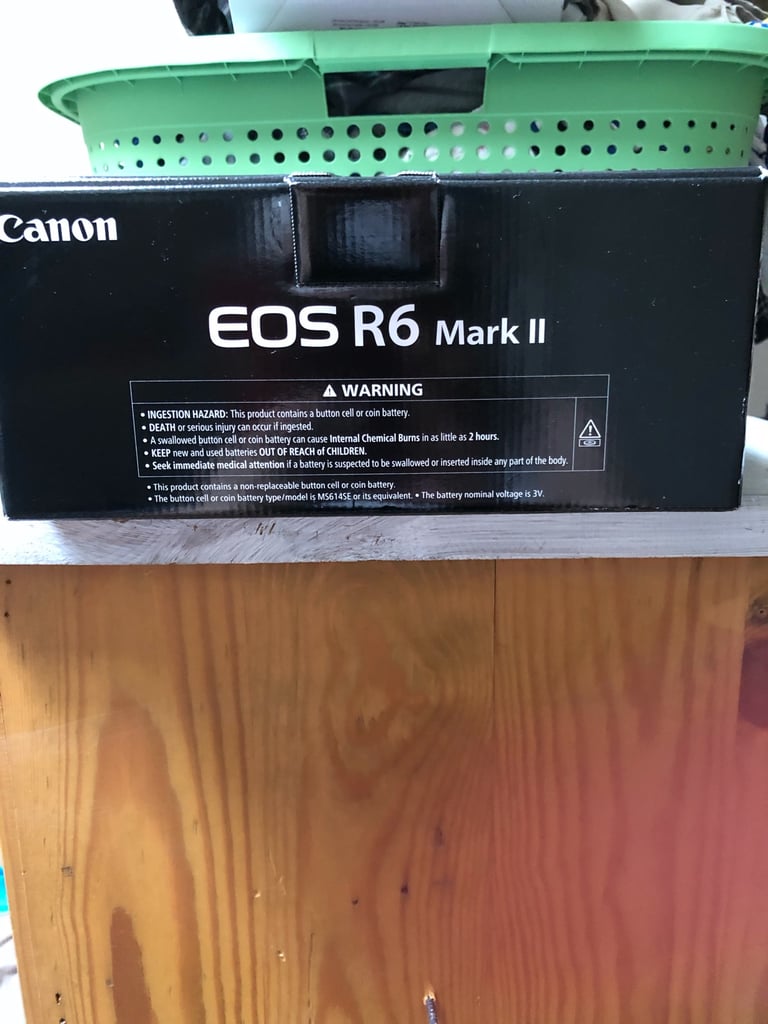 Canon
EOS R6 Mark II
⚠ WARNING
• INGESTION HAZARD: This product contains a button cell or coin battery.
• DEATH or serious injury can occur if ingested.
• A swallowed button cell or coin battery can cause Internal Chemical Burns in as little as 2 hours.
• KEEP new and used batteries OUT OF REACH of CHILDREN.
• Seek immediate medical attention if a battery is suspected to be swallowed or inserted inside any part of the body.
• This product contains a non-replaceable button cell or coin battery.
• The button cell or coin battery type/model is MS614SE or its equivalent. • The battery nominal voltage is 3V.